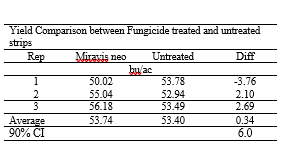 Yield Comparison between Fungicide treated and untreated
strips
Rep Miravis neo Untreated Diff
bu/ac
1 50.02 53.78 -3.76
2 55.04 52.94 2.10
3 56.18 53.49 2.69
Average 53.74 53.40 0.34
90% CI 6.0